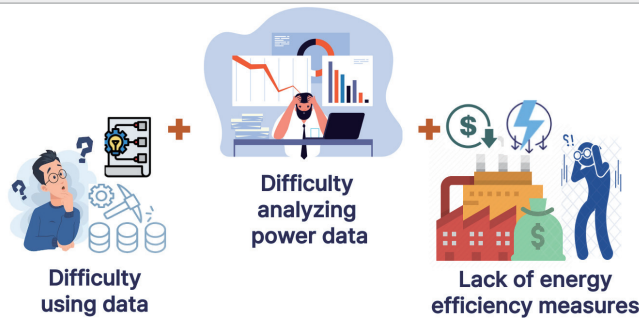 Difficulty
using data
+
Difficulty
analyzing
power data
+
$
?!
Lack of energy
efficiency measures
$
?
?